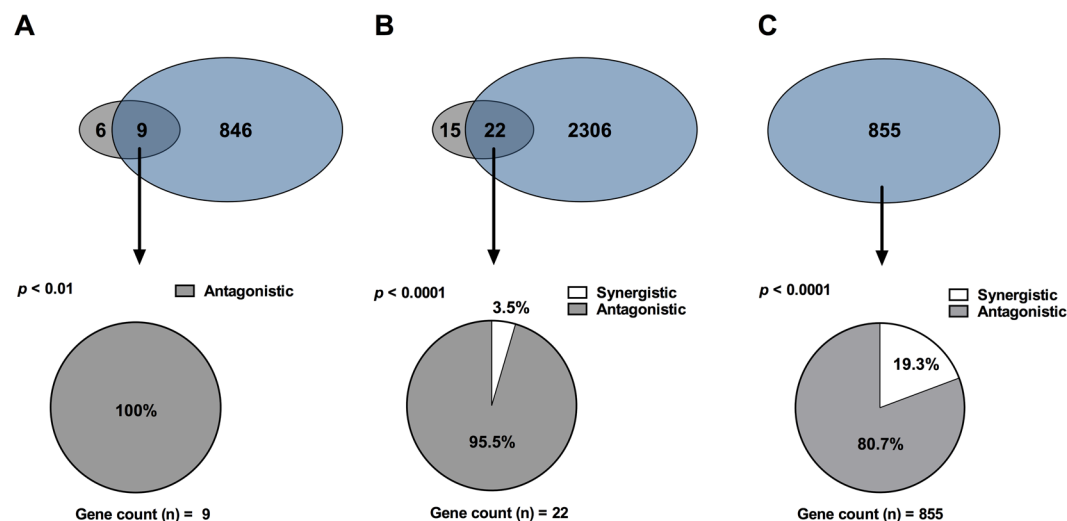 A
B
C
6 9 846
15 22 2306
855
p < 0.01
Antagonistic
p < 0.0001
Synergistic
Antagonistic
p < 0.0001
Synergistic
Antagonistic
100%
3.5%
95.5%
19.3%
80.7%
Gene count (n) = 9
Gene count (n) = 22
Gene count (n) = 855